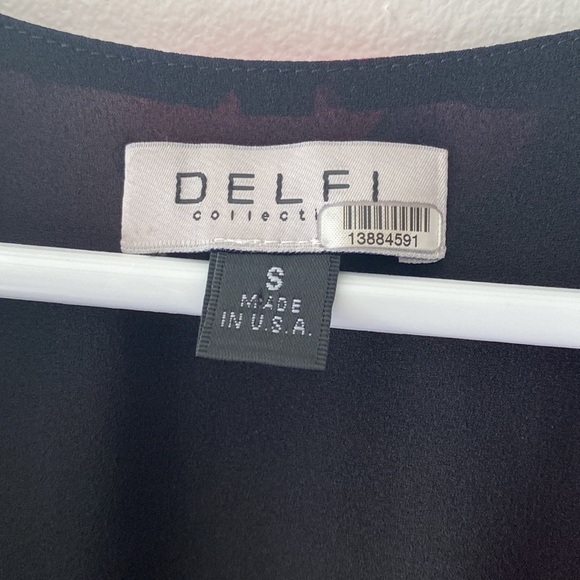 DELFI
collecti
13884591
S
MADE
IN U.S.A.